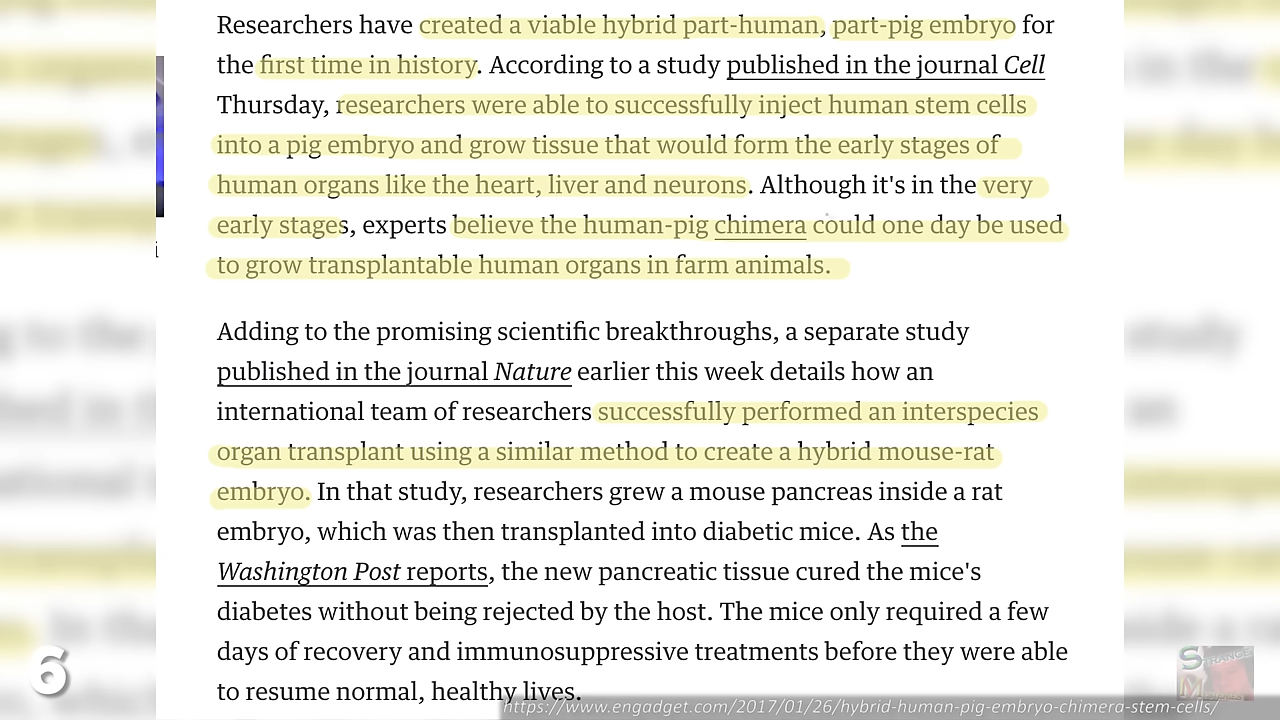 Researchers have created a viable hybrid part-human, part-pig embryo for
the first time in history. According to a study published in the journal Cell
Thursday, researchers were able to successfully inject human stem cells
into a pig embryo and grow tissue that would form the early stages of
human organs like the heart, liver and neurons. Although it's in the very
early stages, experts believe the human-pig chimera could one day be used
to grow transplantable human organs in farm animals.
Adding to the promising scientific breakthroughs, a separate study
published in the journal Nature earlier this week details how an
international team of researchers successfully performed an interspecies
organ transplant using a similar method to create a hybrid mouse-rat
embryo. In that study, researchers grew a mouse pancreas inside a rat
embryo, which was then transplanted into diabetic mice. As the
Washington Post reports, the new pancreatic tissue cured the mice's
diabetes without being rejected by the host. The mice only required a few
days of recovery and immunosuppressive treatments before they were able
to resume normal, healthy lives.
6
STRANGE
https://www.engadget.com/2017/01/26/hybrid-human-pig-embryo-chimera-stem-cells/